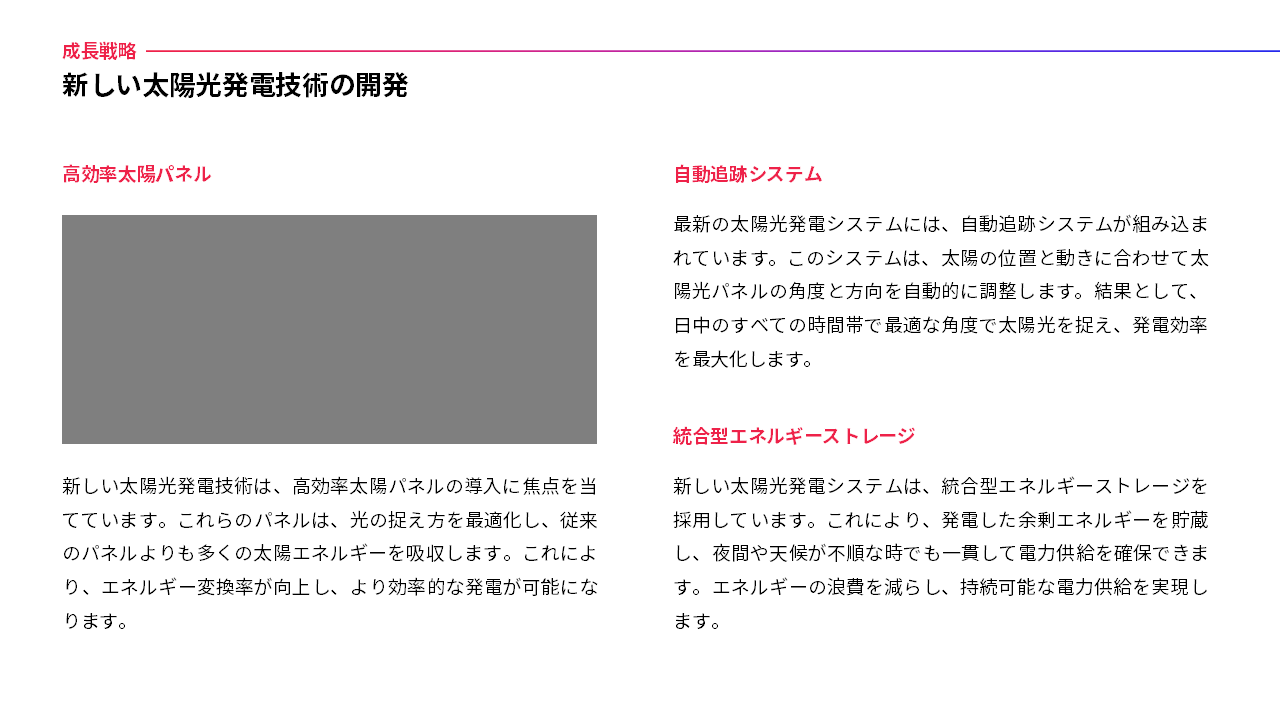 成長戦略
新しい太陽光発電技術の開発
高効率太陽パネル
新しい太陽光発電技術は、高効率太陽パネルの導入に焦点を当
てています。これらのパネルは、光の捉え方を最適化し、従来
のパネルよりも多くの太陽エネルギーを吸収します。これによ
り、エネルギー変換率が向上し、より効率的な発電が可能にな
ります。
自動追跡システム
最新の太陽光発電システムには、自動追跡システムが組み込ま
れています。このシステムは、太陽の位置と動きに合わせて太
陽光パネルの角度と方向を自動的に調整します。結果として、
日中のすべての時間帯で最適な角度で太陽光を捉え、発電効率
を最大化します。
統合型エネルギーストレージ
新しい太陽光発電システムは、統合型エネルギーストレージを
採用しています。これにより、発電した余剰エネルギーを貯蔵
し、夜間や天候が不順な時でも一貫して電力供給を確保できま
す。エネルギーの浪費を減らし、持続可能な電力供給を実現し
ます。